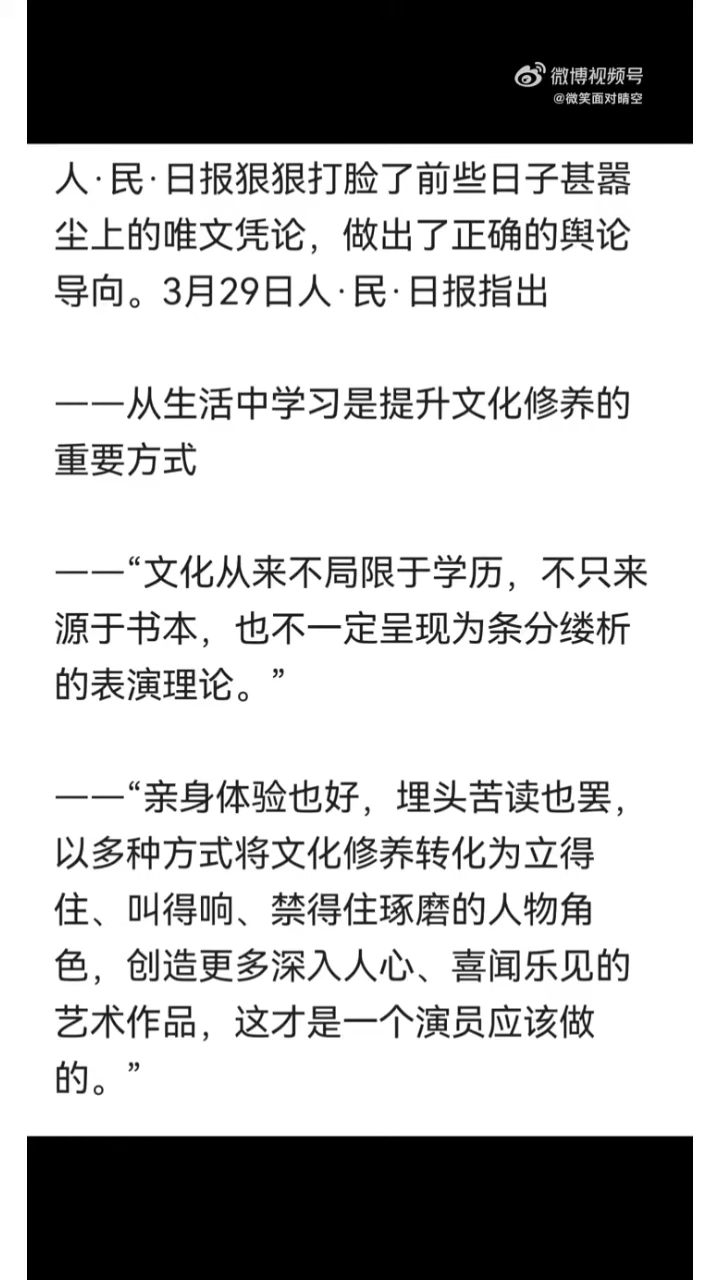 微博视频号
@微笑面对晴空
人·民·日报狠狠打脸了前些日子甚嚣
尘上的唯文凭论，做出了正确的舆论
导向。3月29日人·民·日报指出
——从生活中学习是提升文化修养的
重要方式
——“文化从来不局限于学历，不只来
源于书本，也不一定呈现为条分缕析
的表演理论。”
——“亲身体验也好，埋头苦读也罢，
以多种方式将文化修养转化为立得
住、叫得响、禁得住琢磨的人物角
色，创造更多深入人心、喜闻乐见的
艺术作品，这才是一个演员应该做
的。”